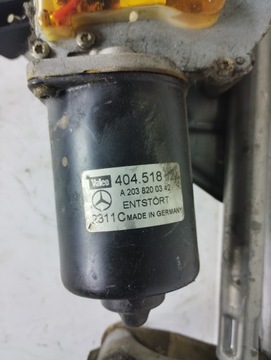 Valeo 404.518
A 203 820 03 42
ENTSTÖRT
2311C MADE IN GERMANY